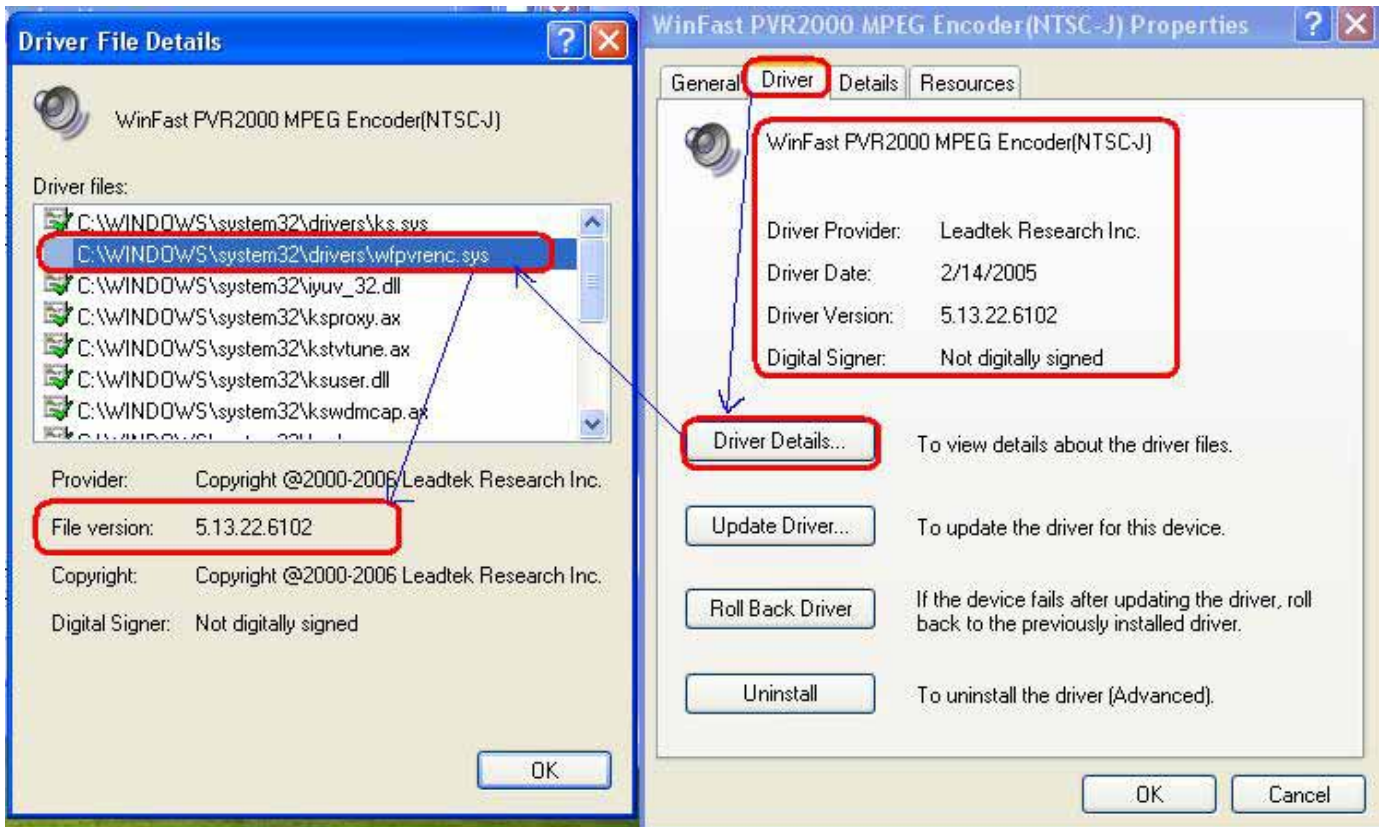 Driver File Details
WinFast PVR2000 MPEG Encoder(NTSC-J)
Driver files:
C:\WINDOWS\system32\drivers\ks.sys
C:\WINDOWS\system32\drivers\wfpvrenc.sys
C:\WINDOWS\system32\iyuv_32.dll
C:\WINDOWS\system32\ksproxy.ax
C:\WINDOWS\system32\kstvtune.ax
C:\WINDOWS\system32\ksuser.dll
C:\WINDOWS\system32\kswdmcap.ax
Provider: Copyright @2000-2006 Leadtek Research Inc.
File version: 5.13.22.6102
Copyright: Copyright @2000-2006 Leadtek Research Inc.
Digital Signer: Not digitally signed
OK
WinFast PVR2000 MPEG Encoder(NTSC-J) Properties
General Driver Details Resources
WinFast PVR2000 MPEG Encoder(NTSC-J)
Driver Provider: Leadtek Research Inc.
Driver Date: 2/14/2005
Driver Version: 5.13.22.6102
Digital Signer: Not digitally signed
Driver Details... To view details about the driver files.
Update Driver... To update the driver for this device.
Roll Back Driver If the device fails after updating the driver, roll
back to the previously installed driver.
Uninstall To uninstall the driver (Advanced).
OK Cancel